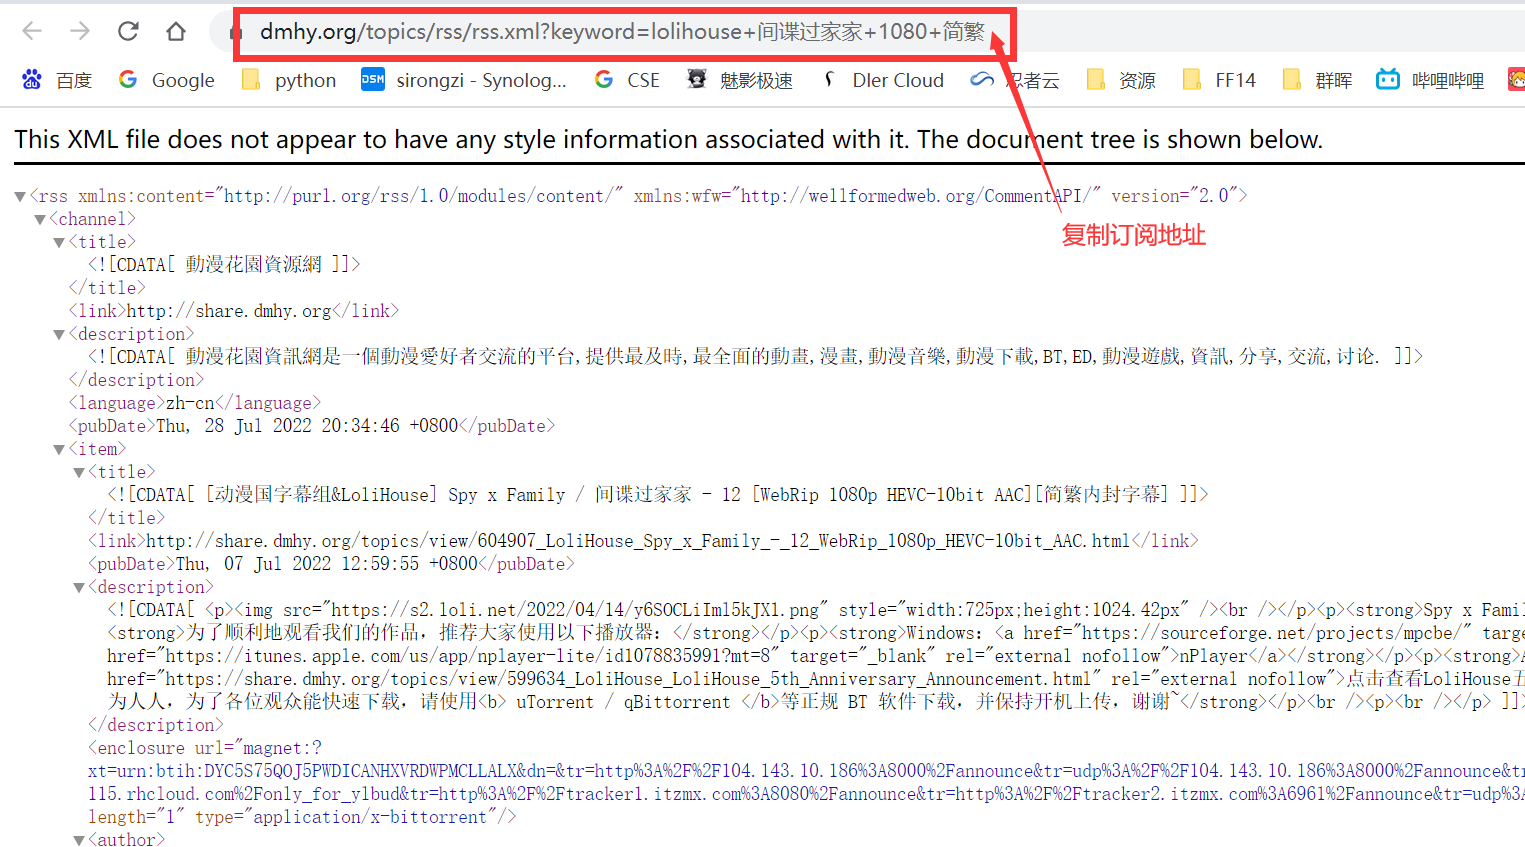 dmhy.org/topics/rss/rss.xml?keyword=lolihouse+间谍过家家+1080+简繁
百度 Google python DSM sirongzi - Synolog... CSE 魅影极速 Dler Cloud 忍者云 资源 FF14 群晖 哔哩哔哩
This XML file does not appear to have any style information associated with it. The document tree is shown below.
▼<rss xmlns:content="http://purl.org/rss/1.0/modules/content/" xmlns:wfw="http://wellformedweb.org/CommentAPI/" version="2.0">
▼<channel>
复制订阅地址
▼<title>
<![CDATA[ 動漫花園資源網 ]]>
</title>
<link>http://share.dmhy.org</link>
▼<description>
<![CDATA[ 動漫花園資訊網是一個動漫愛好者交流的平台,提供最及時,最全面的動畫,漫畫,動漫音樂,動漫下載,BT,ED,動漫遊戲,資訊,分享,交流,讨论. ]]>
</description>
<language>zh-cn</language>
<pubDate>Thu, 28 Jul 2022 20:34:46 +0800</pubDate>
▼<item>
▼<title>
<![CDATA[ [动漫国字幕组&LoliHouse] Spy x Family / 间谍过家家 - 12 [WebRip 1080p HEVC-10bit AAC][简繁内封字幕] ]]>
</title>
<link>http://share.dmhy.org/topics/view/604907_LoliHouse_Spy_x_Family_-_12_WebRip_1080p_HEVC-10bit_AAC.html</link>
<pubDate>Thu, 07 Jul 2022 12:59:55 +0800</pubDate>
▼<description>
<![CDATA[ <p><img src="https://s2.loli.net/2022/04/14/y6SOCLiIml5kJX1.png" style="width:725px;height:1024.42px" /><br /></p><p><strong>Spy x Fami
<strong>为了顺利地观看我们的作品，推荐大家使用以下播放器：</strong></p><p><strong>Windows：<a href="https://sourceforge.net/projects/mpcbe/" targe
href="https://itunes.apple.com/us/app/nplayer-lite/id1078835991?mt=8" target="_blank" rel="external nofollow">nPlayer</a></strong></p><p><strong>A
href="https://share.dmhy.org/topics/view/599634_LoliHouse_LoliHouse_5th_Anniversary_Announcement.html" rel="external nofollow">点击查看LoliHouse五
为人人，为了各位观众能快速下载，请使用<b> uTorrent / qBittorrent </b>等正规 BT 软件下载，并保持开机上传，谢谢~</strong></p><br /><p><br /></p> ]]>
</description>
<enclosure url="magnet:?
xt=urn:btih:DYC5S75QOJ5PWDICANHXVRDWPMCLLALX&dn=&tr=http%3A%2F%2F104.143.10.186%3A8000%2Fannounce&tr=udp%3A%2F%2F104.143.10.186%3A8000%2Fannounce&tr
115.rhcloud.com%2Fonly_for_ylbud&tr=http%3A%2F%2Ftracker1.itzmx.com%3A8080%2Fannounce&tr=http%3A%2F%2Ftracker2.itzmx.com%3A6961%2Fannounce&tr=udp%3
length="1" type="application/x-bittorrent"/>
▼<author>